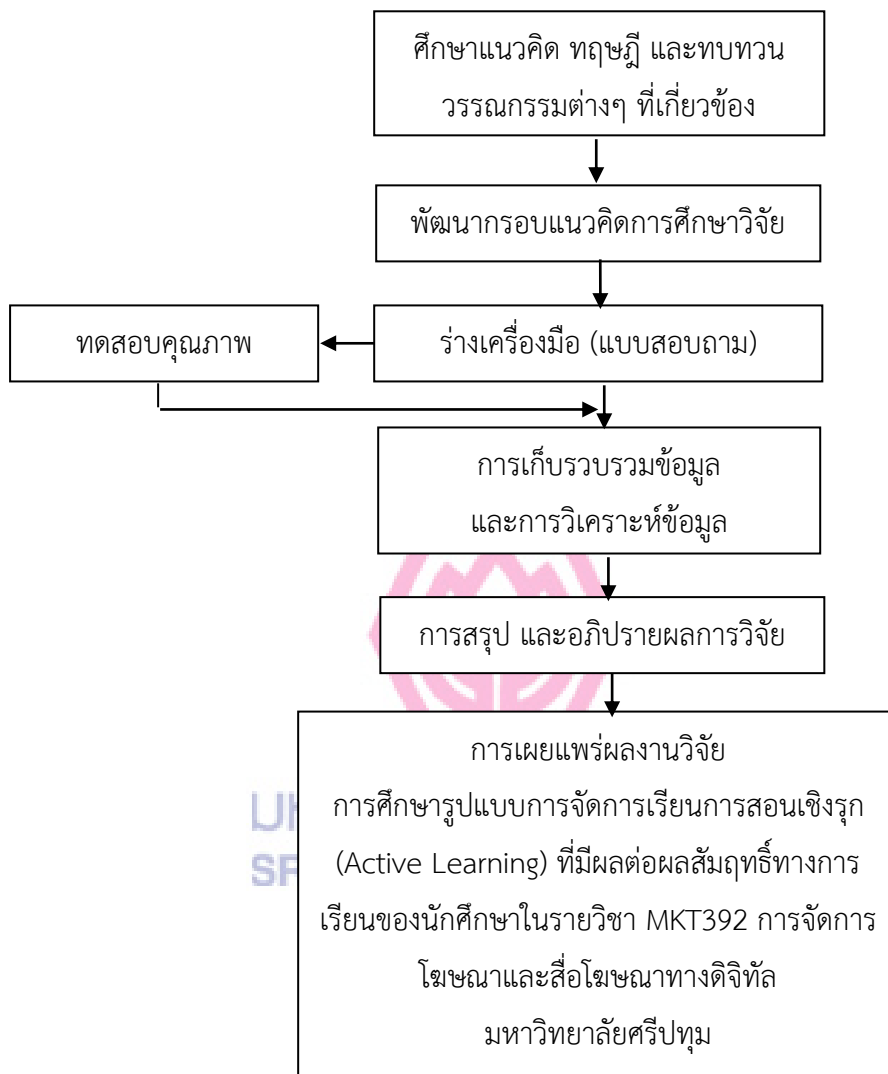 ศึกษาแนวคิด ทฤษฎี และทบทวน
วรรณกรรมต่างๆ ที่เกี่ยวข้อง
พัฒนากรอบแนวคิดการศึกษาวิจัย
ทดสอบคุณภาพ
ร่างเครื่องมือ (แบบสอบถาม)
การเก็บรวบรวมข้อมูล
และการวิเคราะห์ข้อมูล
การสรุป และอภิปรายผลการวิจัย
การเผยแพร่ผลงานวิจัย
การศึกษารูปแบบการจัดการเรียนการสอนเชิงรุก
(Active Learning) ที่มีผลต่อผลสัมฤทธิ์ทางการ
เรียนของนักศึกษาในรายวิชา MKT392 การจัดการ
โฆษณาและสื่อโฆษณาทางดิจิทัล
มหาวิทยาลัยศรีปทุม